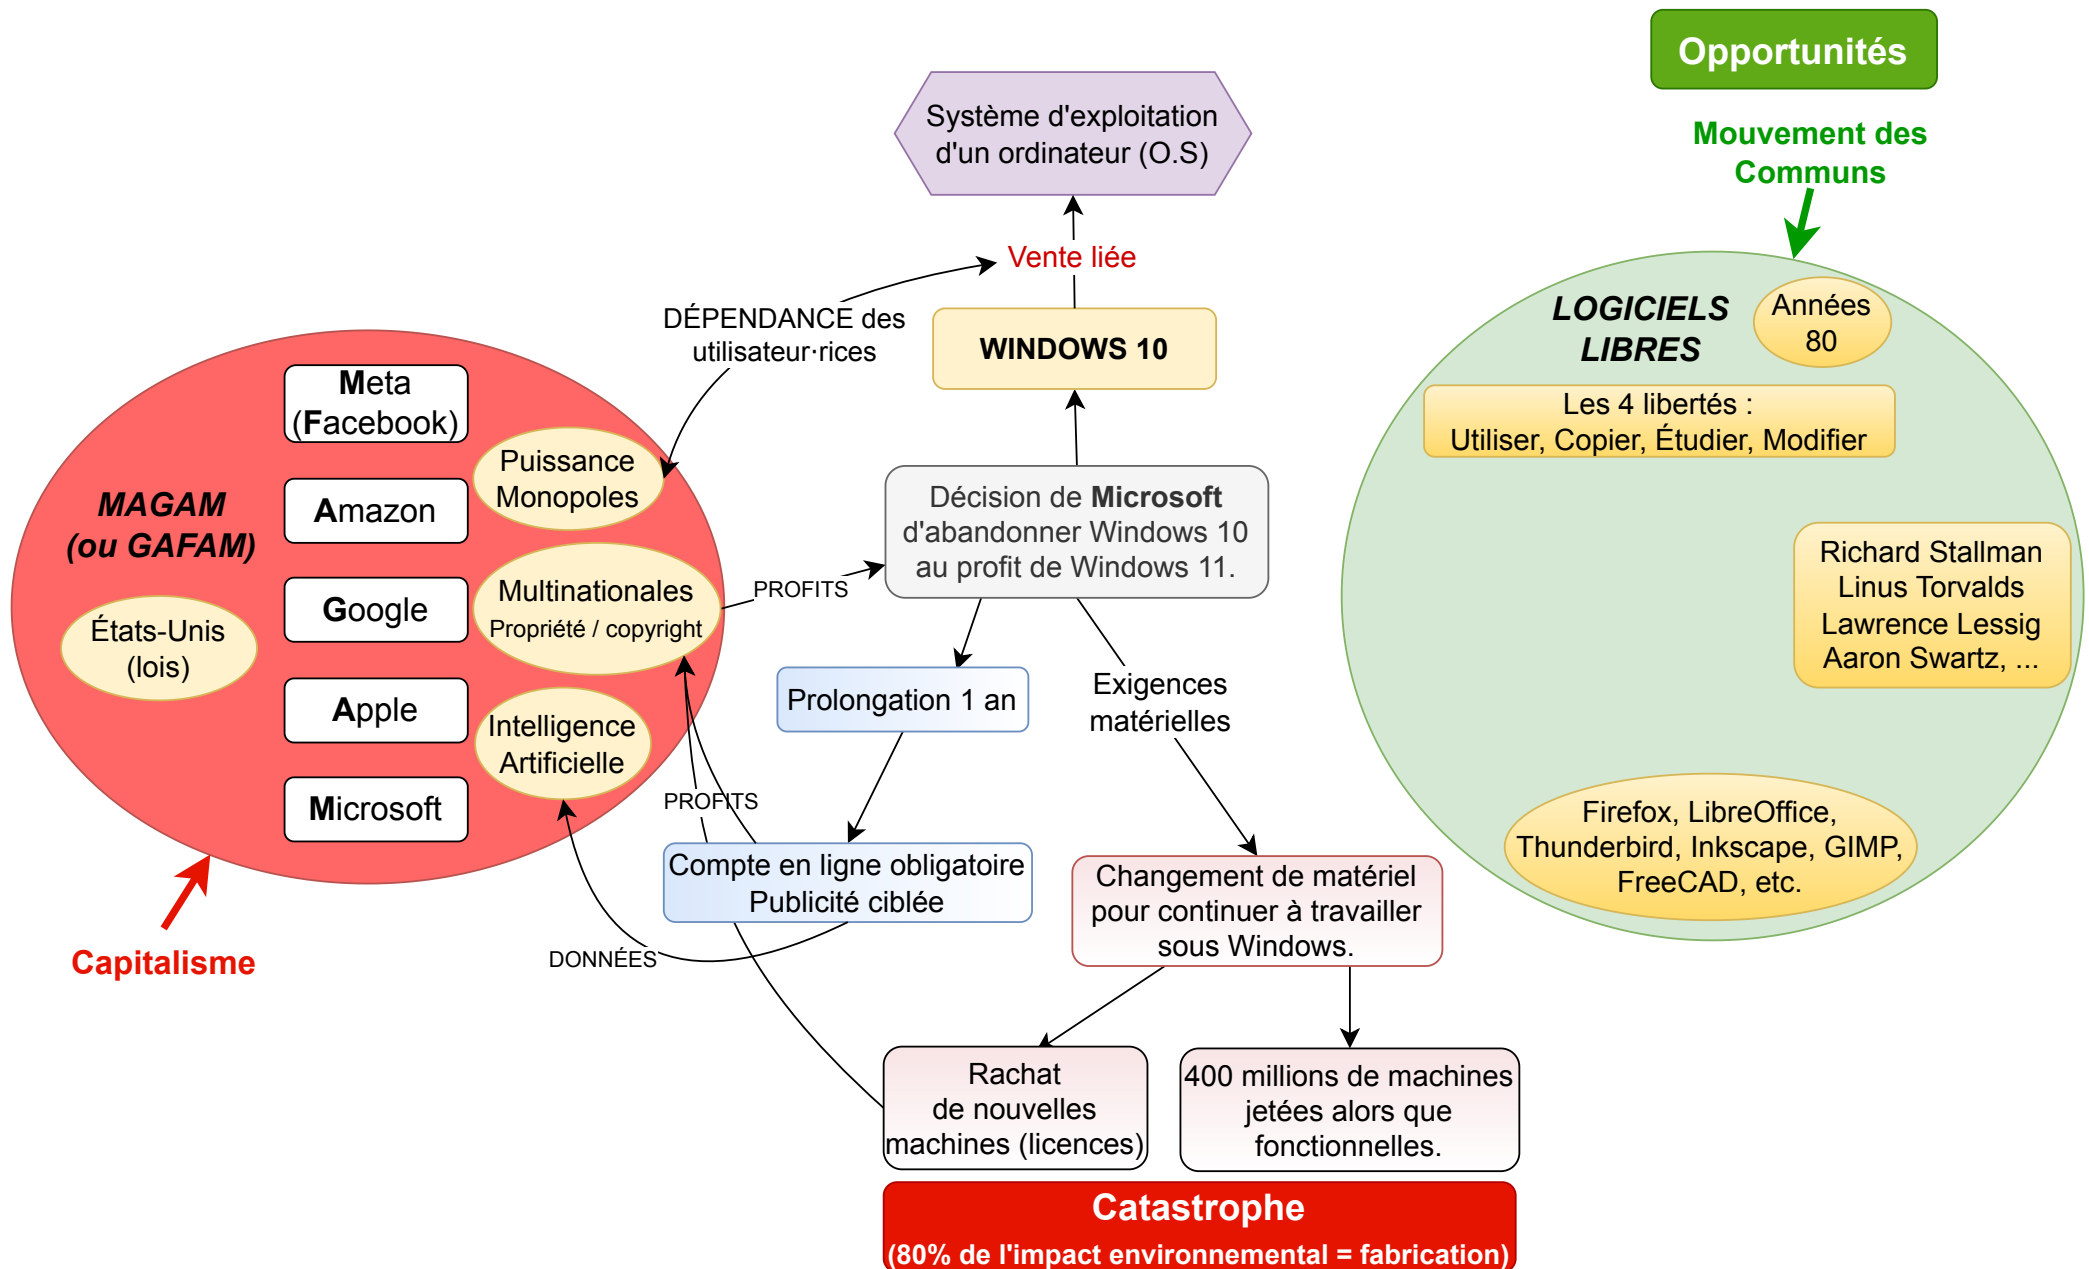 Opportunités
Mouvement des
Communs
Système d'exploitation
d'un ordinateur (O.S)
Vente liée
DÉPENDANCE des
utilisateur·rices
WINDOWS 10
MAGAM
(ou GAFAM)
États-Unis
(lois)
Meta
(Facebook)
Amazon
Google
Apple
Microsoft
Puissance
Monopoles
Multinationales
Propriété / copyright
Intelligence
Artificielle
Capitalisme
PROFITS
Décision de Microsoft
d'abandonner Windows 10
au profit de Windows 11.
Prolongation 1 an
Exigences
matérielles
PROFITS
Compte en ligne obligatoire
Publicité ciblée
DONNÉES
Changement de matériel
pour continuer à travailler
sous Windows.
Rachat
de nouvelles
machines (licences)
400 millions de machines
jetées alors que
fonctionnelles.
Catastrophe
(80% de l'impact environnemental = fabrication)
LOGICIELS
LIBRES
Années
80
Les 4 libertés :
Utiliser, Copier, Étudier, Modifier
Richard Stallman
Linus Torvalds
Lawrence Lessig
Aaron Swartz, ...
Firefox, LibreOffice,
Thunderbird, Inkscape, GIMP,
FreeCAD, etc.